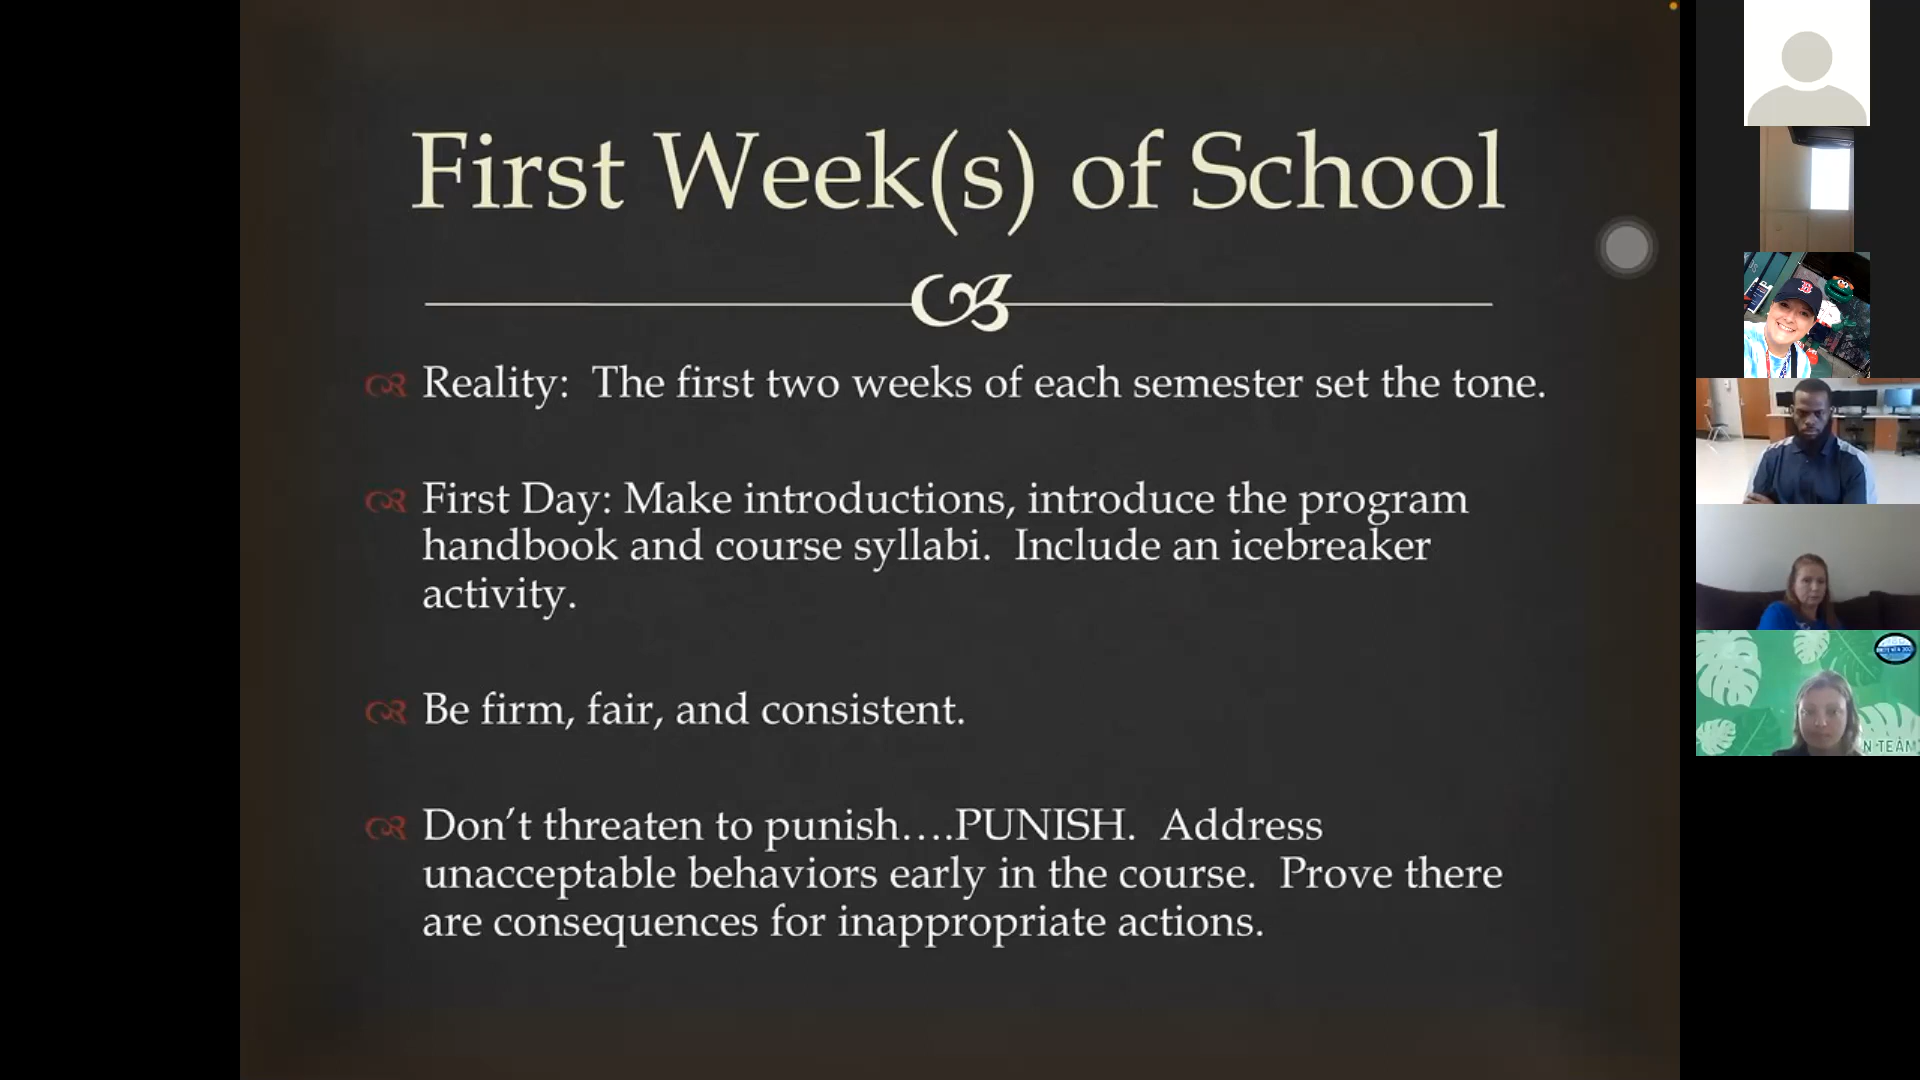 First Week(s) of School
Reality:  The first two weeks of each semester set the tone.
First Day: Make introductions, introduce the program
handbook and course syllabi.  Include an icebreaker
activity.
Be firm, fair, and consistent.
Don’t threaten to punish….PUNISH.  Address
unacceptable behaviors early in the course.  Prove there
are consequences for inappropriate actions.
B
N TEAM